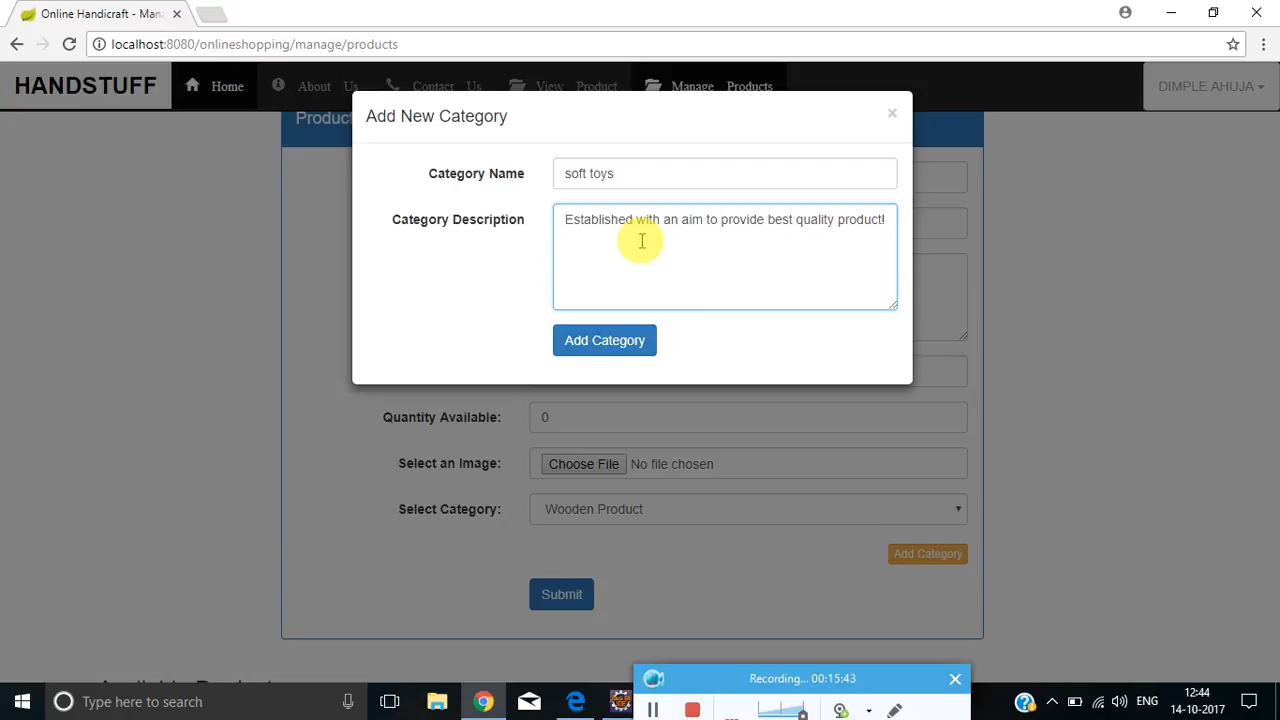 Online Handicraft - Mana
localhost:8080/onlineshopping/manage/products
HANDSTUFF
Home
About Us
Contact Us
View Product
Manage Products
DIMPLE AHUJA
Product
Add New Category
×
Category Name
soft toys
Category Description
Established with an aim to provide best quality product!
Add Category
Quantity Available:
0
Select an Image:
Choose File No file chosen
Select Category:
Wooden Product
Add Category
Submit
Recording... 00:15:43
Type here to search
ENG
12:44
14-10-2017